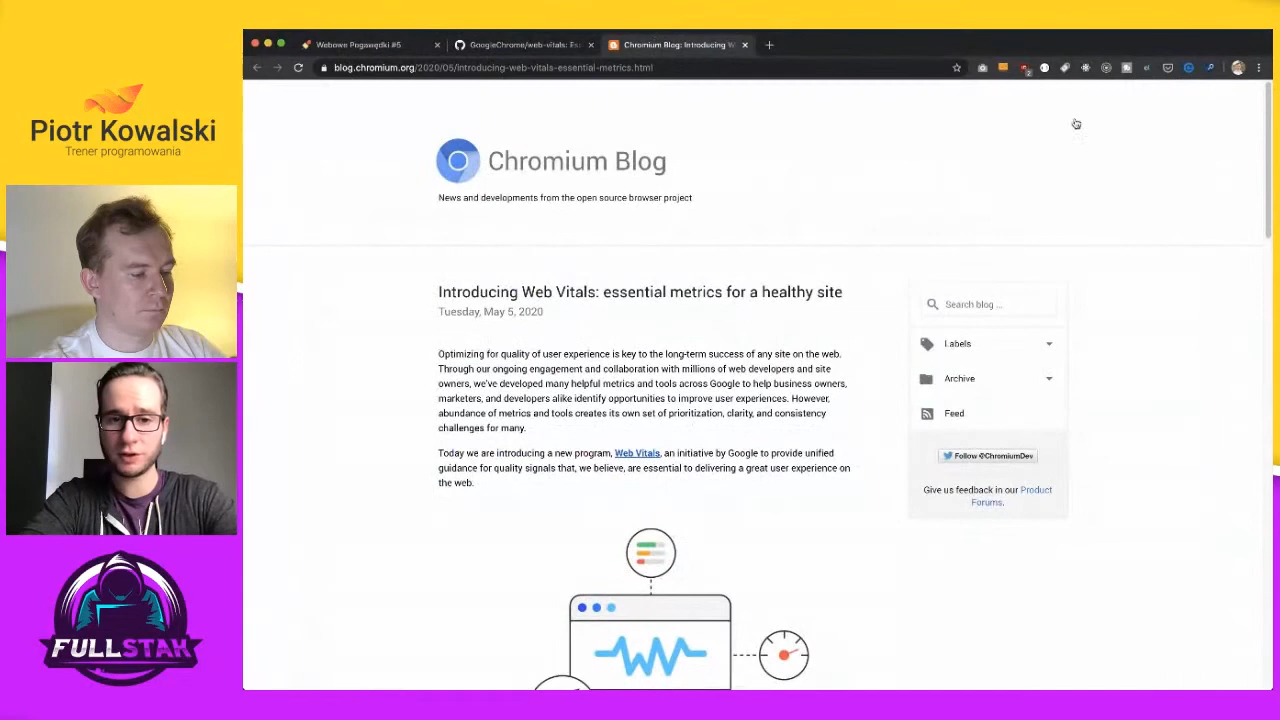 Piotr Kowalski
Trener programowania
FULLSTAK
Webowe Pogawędki #5
GoogleChrome/web-vitals: Es
Chromium Blog: Introducing W
blog.chromium.org/2020/05/introducing-web-vitals-essential-metrics.html
2
Chromium Blog
News and developments from the open source browser project
Introducing Web Vitals: essential metrics for a healthy site
Tuesday, May 5, 2020
Optimizing for quality of user experience is key to the long-term success of any site on the web.
Through our ongoing engagement and collaboration with millions of web developers and site
owners, we've developed many helpful metrics and tools across Google to help business owners,
marketers, and developers alike identify opportunities to improve user experiences. However,
abundance of metrics and tools creates its own set of prioritization, clarity, and consistency
challenges for many.
Today we are introducing a new program, Web Vitals, an initiative by Google to provide unified
guidance for quality signals that, we believe, are essential to delivering a great user experience on
the web.
Search blog ...
Labels
Archive
Feed
Follow @ChromiumDev
Give us feedback in our Product
Forums.